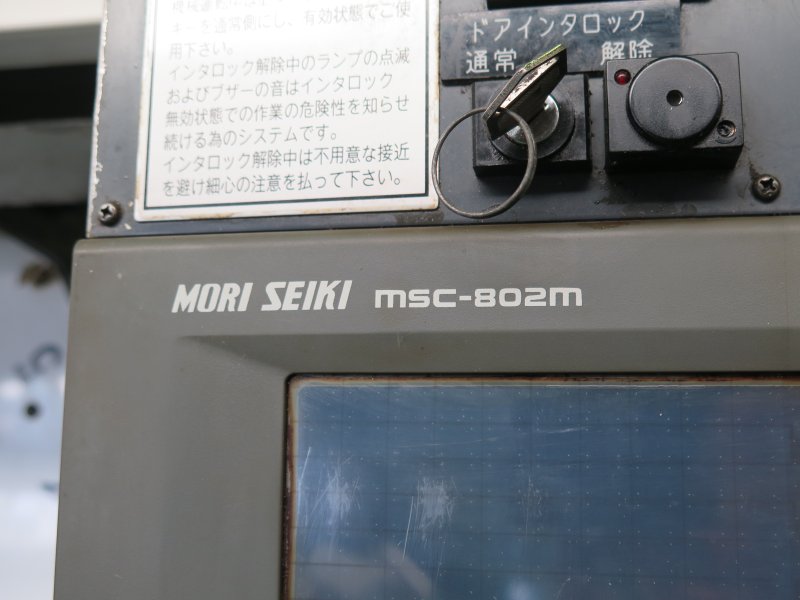 を通常側にし、有効状態でご使
用下さい。
インタロック解除中のランプの点滅
およびブザーの音はインタロック
無効状態での作業の危険性を知らせ
続ける為のシステムです。
インタロック解除中は不用意な接近
を避け細心の注意を払って下さい。
ドアインタロック
通常 解除
MORI SEIKI MSC-802M